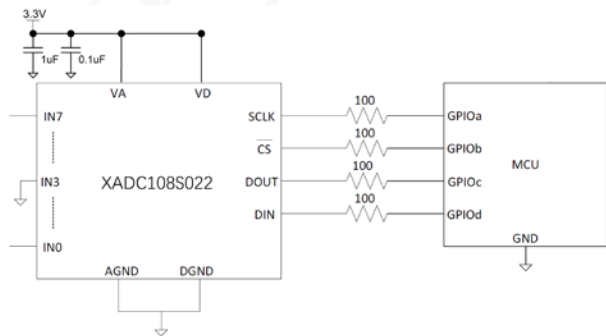 3.3V
1uF
0.1uF
VA
VD
IN7
IN3
IN0
XADC108S022
SCLK
CS
DOUT
DIN
AGND
DGND
100
100
100
100
GPIOa
GPIOb
GPIOc
GPIOd
MCU
GND